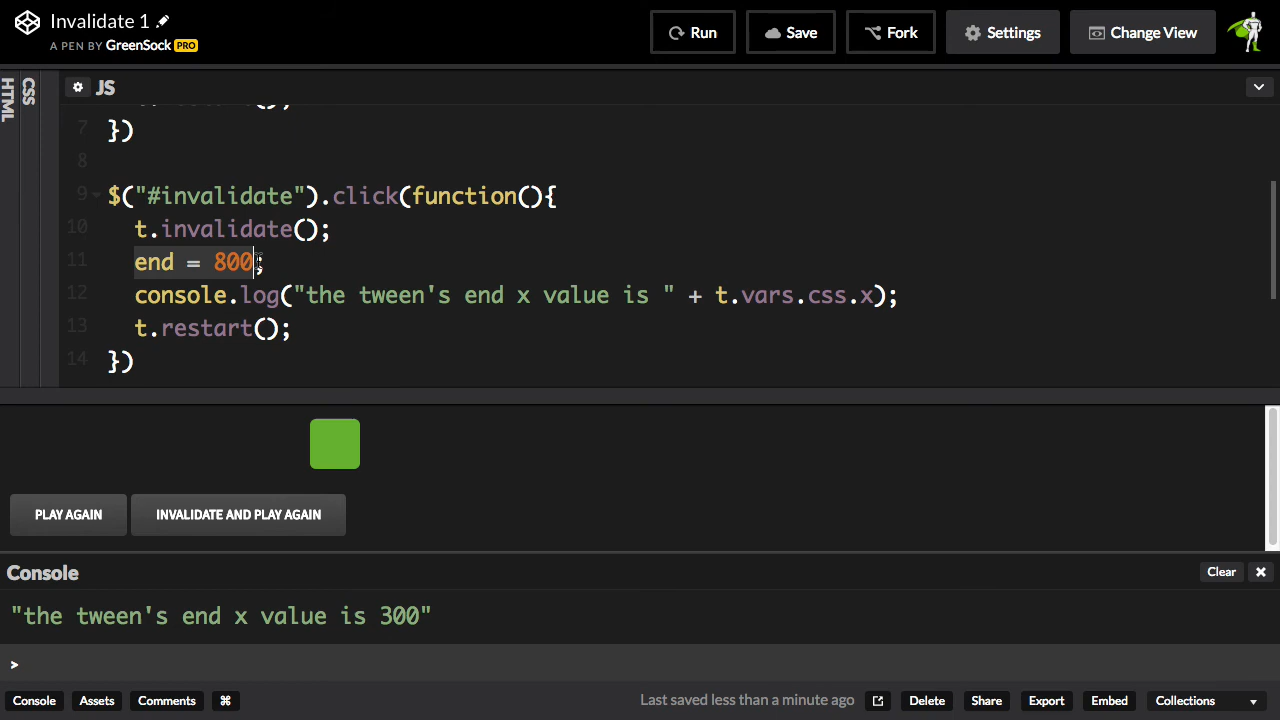 Invalidate 1
A PEN BY GreenSock PRO
Run
Save
Fork
Settings
Change View
HTML
CSS
JS
7 })
8
9 $("#invalidate").click(function(){
10 t.invalidate();
11 end = 800;
12 console.log("the tween's end x value is " + t.vars.css.x);
13 t.restart();
14 })
PLAY AGAIN
INVALIDATE AND PLAY AGAIN
Console
Clear
"the tween's end x value is 300"
>
Console Assets Comments ⌘ Last saved less than a minute ago Delete Share Export Embed Collections